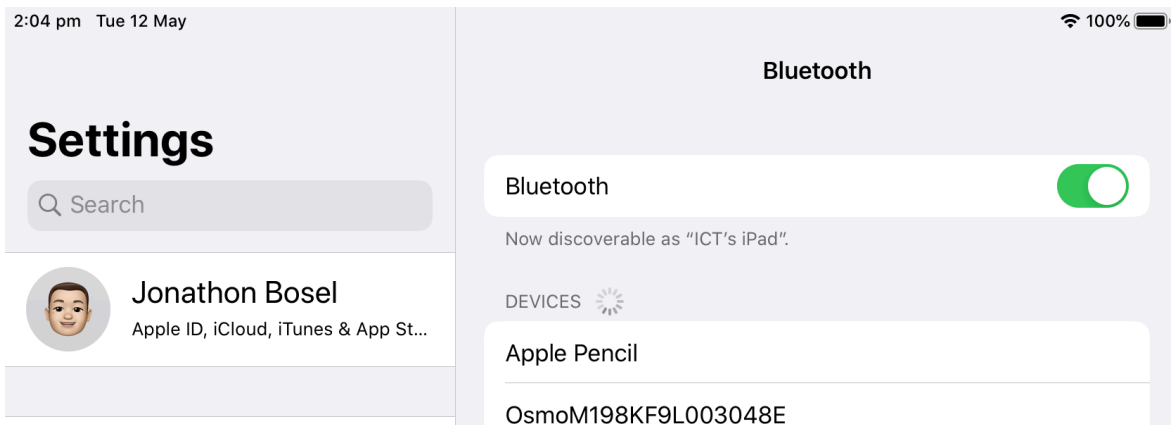 2:04 pm Tue 12 May
100%
Settings
Search
Jonathon Bosel
Apple ID, iCloud, iTunes & App St...
Bluetooth
Bluetooth
Now discoverable as “ICT’s iPad”.
DEVICES
Apple Pencil
OsmoM198KF9L003048E